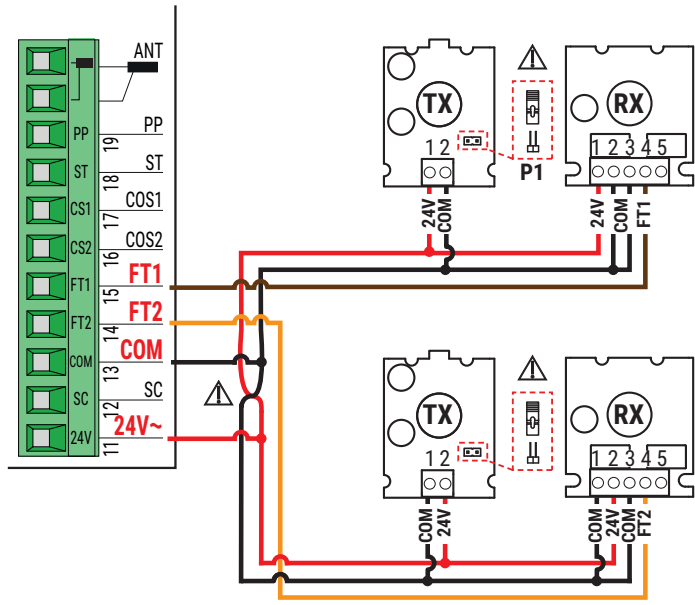 ANT
PP 19 PP
ST 18 ST
CS1 17 COS1
CS2 16 COS2
FT1 15 FT1
FT2 14 FT2
COM 13 COM
SC 12 SC
24V 11 24V~
TX
1 2
24V COM
P1
RX
1 2 3 4 5
24V COM FT1
TX
1 2
COM 24V
RX
1 2 3 4 5
COM 24V COM FT2